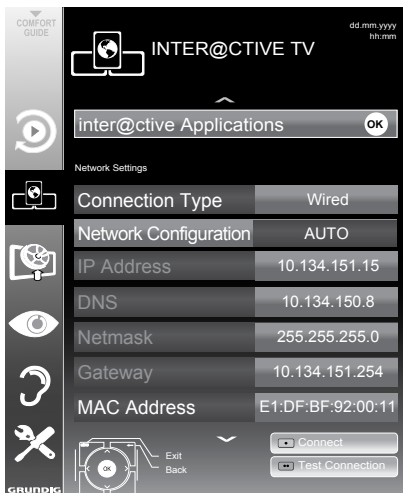 COMFORT
GUIDE
INTER@CTIVE TV
dd.mm.yyyy
hh:mm
inter@ctive Applications
OK
Network Settings
Connection Type Wired
Network Configuration AUTO
IP Address 10.134.151.15
DNS 10.134.150.8
Netmask 255.255.255.0
Gateway 10.134.151.254
MAC Address E1:DF:BF:92:00:11
OK
Exit
Back
Connect
Test Connection
GRUNDIG